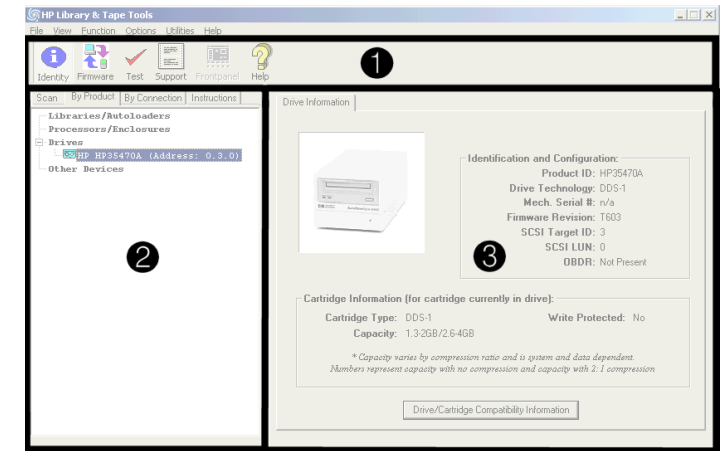 HP Library & Tape Tools
File View Function Options Utilities Help
Identity Firmware Test Support Frontpanel Help
1
Scan By Product By Connection Instructions
Libraries/Autoloaders
Processors/Enclosures
Drives
HP HP35470A (Address: 0.3.0)
Other Devices
2
Drive Information
Identification and Configuration:
Product ID: HP35470A
Drive Technology: DDS-1
Mech. Serial #: n/a
Firmware Revision: T603
SCSI Target ID: 3
SCSI LUN: 0
OBDR: Not Present
3
Cartridge Information (for cartridge currently in drive):
Cartridge Type: DDS-1 Write Protected: No
Capacity: 1.3-2GB/2.6-4GB
* Capacity varies by compression ratio and is system and data dependent.
Numbers represent capacity with no compression and capacity with 2:1 compression
Drive/Cartridge Compatibility Information